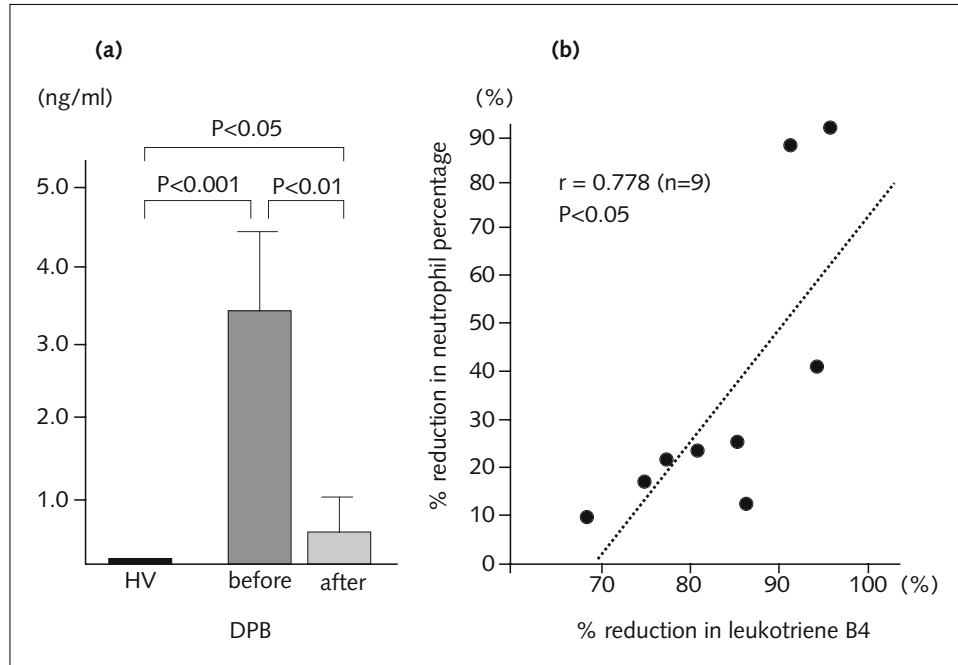 (a)
(ng/ml)
P<0.05
P<0.001
P<0.01
5.0
4.0
3.0
2.0
1.0
HV
before
after
DPB
(b)
(%)
% reduction in neutrophil percentage
90
80
70
60
50
40
30
20
10
0
r = 0.778 (n=9)
P<0.05
70
80
90
100
(%)
% reduction in leukotriene B4